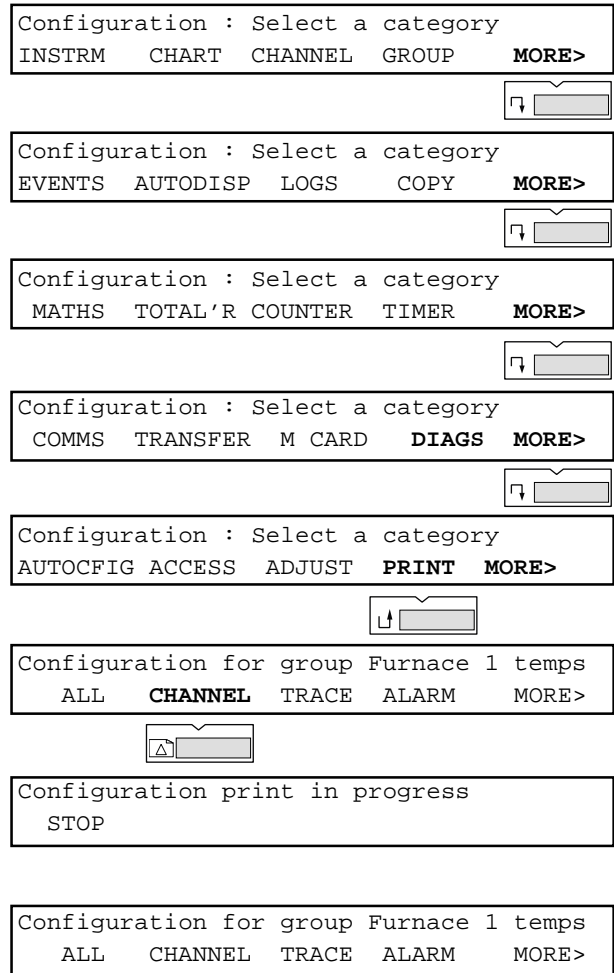 Configuration : Select a category
INSTRM CHART CHANNEL GROUP MORE>
Configuration : Select a category
EVENTS AUTODISP LOGS COPY MORE>
Configuration : Select a category
MATHS TOTAL'R COUNTER TIMER MORE>
Configuration : Select a category
COMMS TRANSFER M CARD DIAGS MORE>
Configuration : Select a category
AUTOCFIG ACCESS ADJUST PRINT MORE>
Configuration for group Furnace 1 temps
ALL CHANNEL TRACE ALARM MORE>
Configuration print in progress
STOP
Configuration for group Furnace 1 temps
ALL CHANNEL TRACE ALARM MORE>